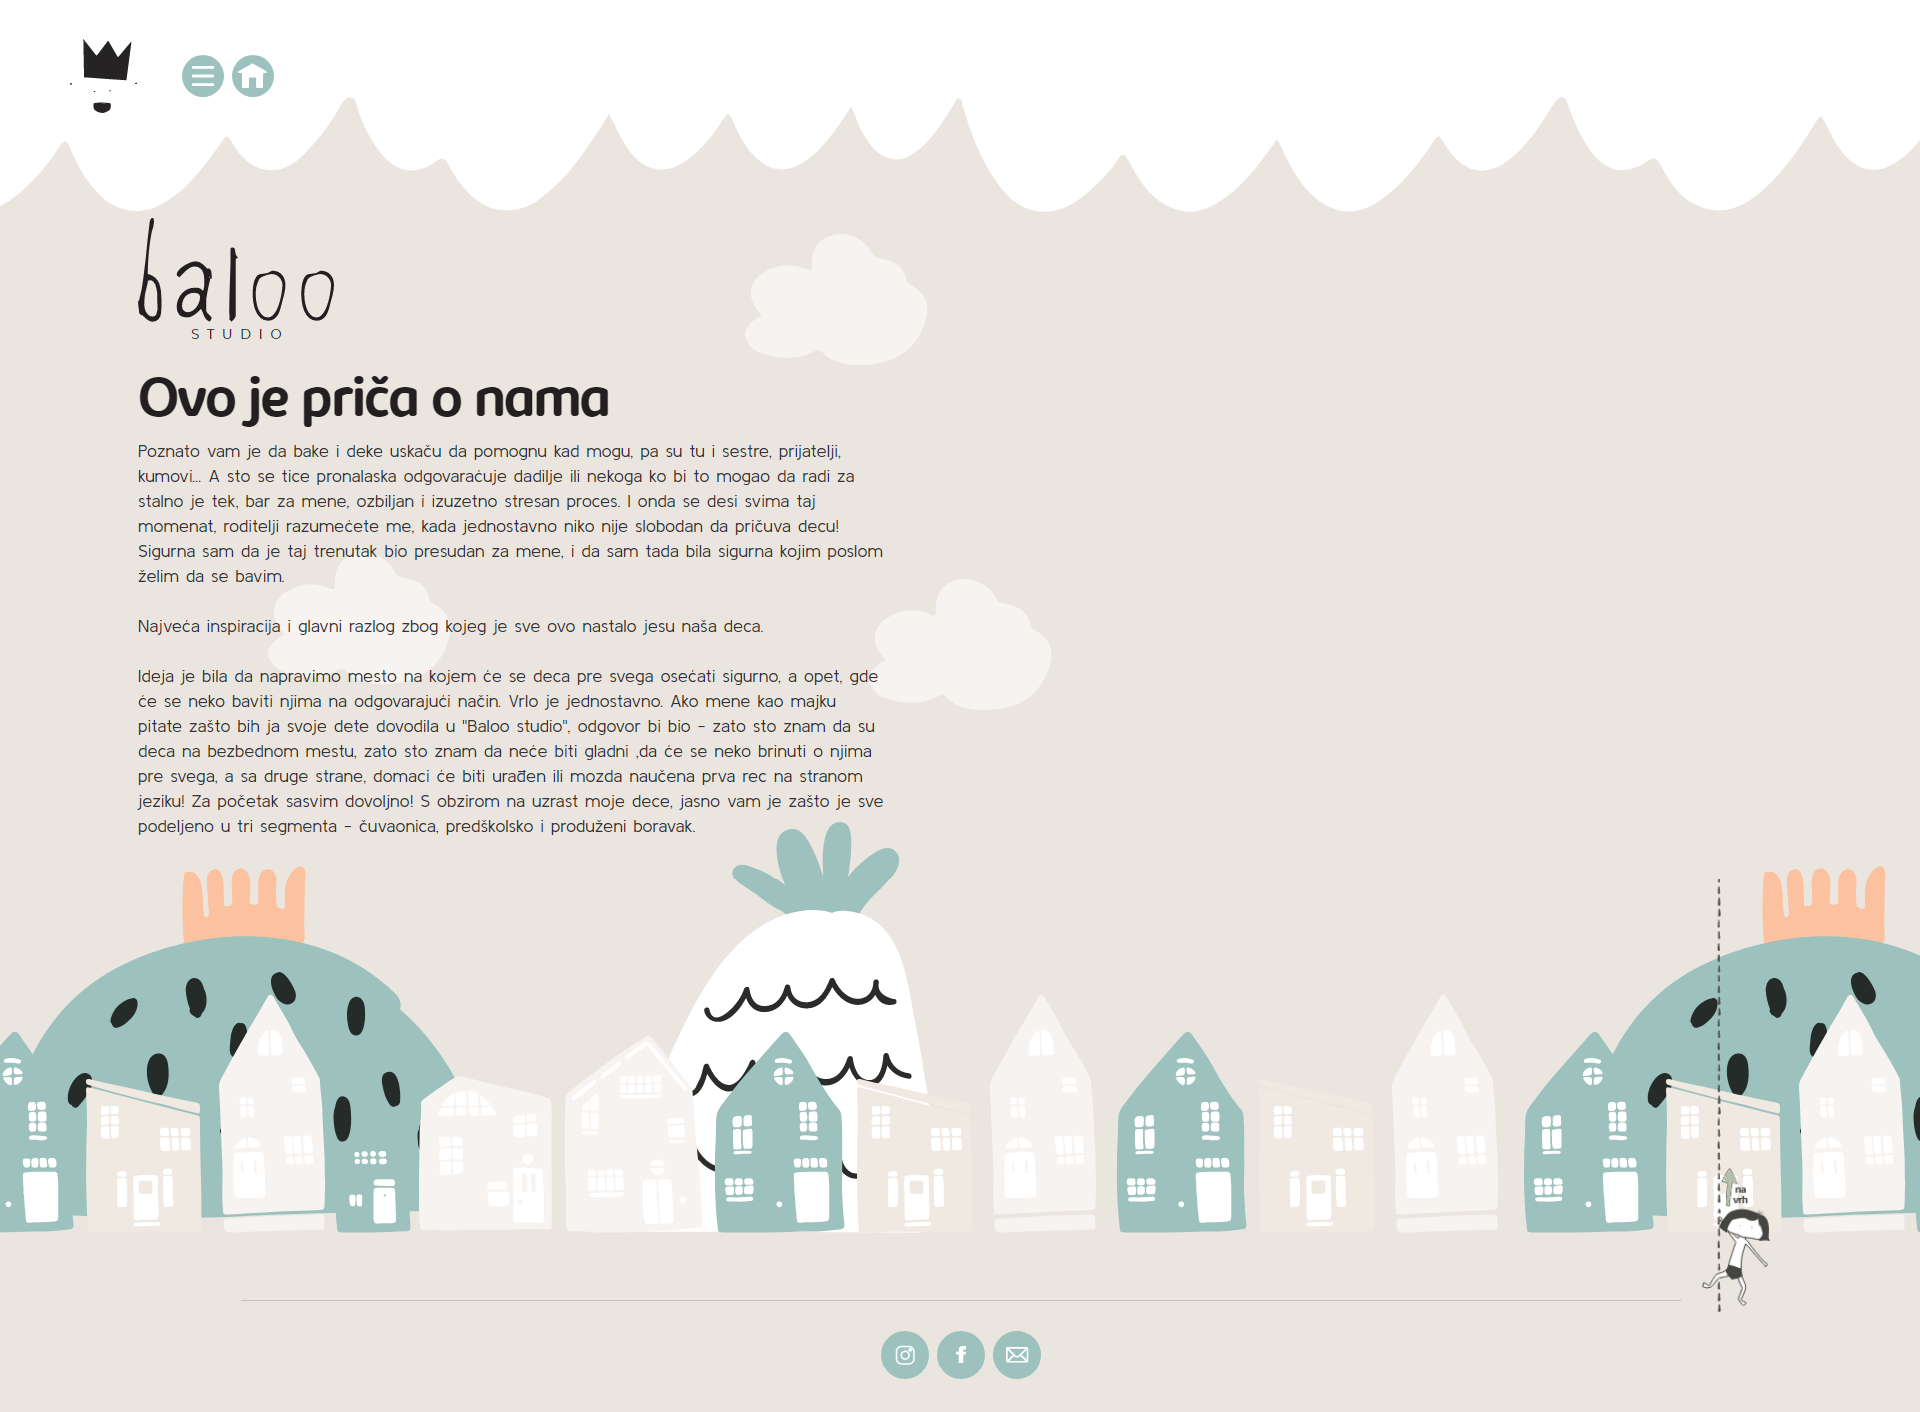 baloo
STUDIO
Ovo je priča o nama
Poznato vam je da bake i deke uskaču da pomognu kad mogu, pa su tu i sestre, prijatelji,
kumovi... A sto se tice pronalaska odgovaraćuje dadilje ili nekoga ko bi to mogao da radi za
stalno je tek, bar za mene, ozbiljan i izuzetno stresan proces. I onda se desi svima taj
momenat, roditelji razumećete me, kada jednostavno niko nije slobodan da pričuva decu!
Sigurna sam da je taj trenutak bio presudan za mene, i da sam tada bila sigurna kojim poslom
želim da se bavim.
Najveća inspiracija i glavni razlog zbog kojeg je sve ovo nastalo jesu naša deca.
Ideja je bila da napravimo mesto na kojem će se deca pre svega osećati sigurno, a opet, gde
će se neko baviti njima na odgovarajući način. Vrlo je jednostavno. Ako mene kao majku
pitate zašto bih ja svoje dete dovodila u "Baloo studio", odgovor bi bio - zato sto znam da su
deca na bezbednom mestu, zato sto znam da neće biti gladni ,da će se neko brinuti o njima
pre svega, a sa druge strane, domaci će biti urađen ili mozda naučena prva rec na stranom
jeziku! Za početak sasvim dovoljno! S obzirom na uzrast moje dece, jasno vam je zašto je sve
podeljeno u tri segmenta - čuvaonica, predškolsko i produženi boravak.
na
vrh